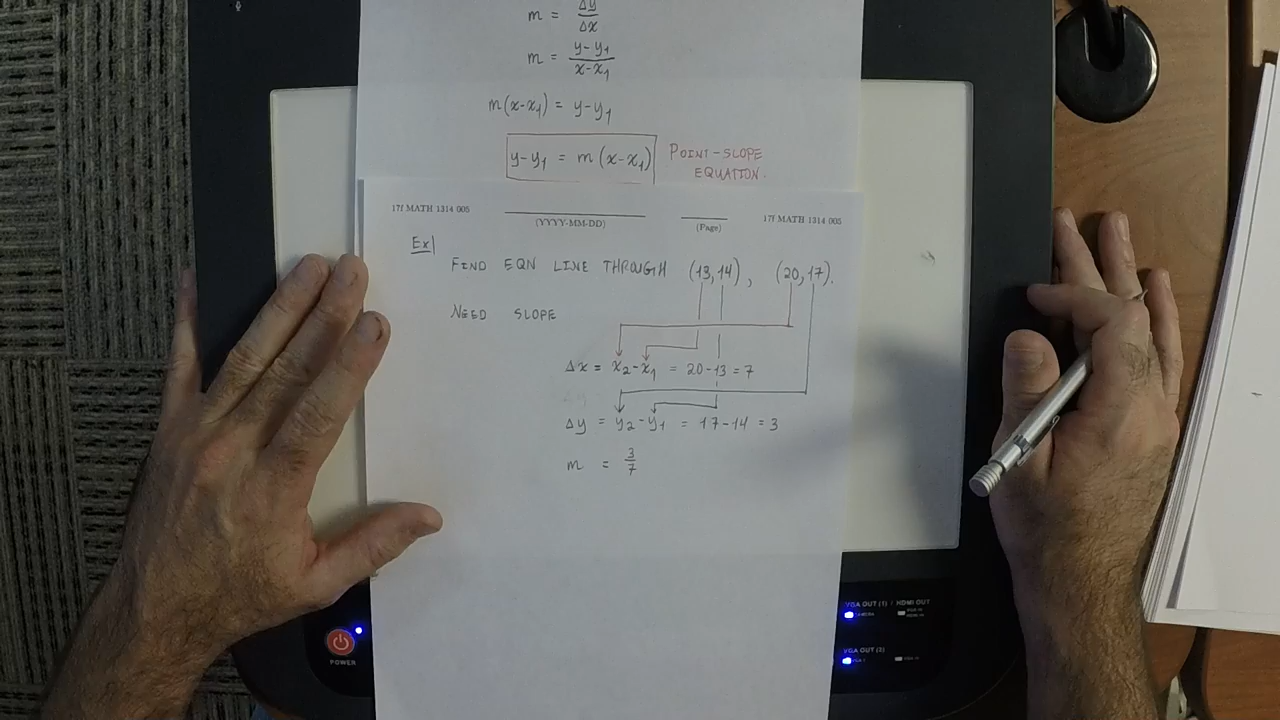 m = Δy/Δx
m = y-y₁/x-x₁
m(x-x₁) = y-y₁
y-y₁ = m(x-x₁) POINT-SLOPE
EQUATION.
17f MATH 1314 005 (YYYY-MM-DD) (Page) 17f MATH 1314 005
Ex|
FIND EQN LINE THROUGH (13,14), (20,17).
NEED SLOPE
Δx = x₂-x₁ = 20-13 = 7
Δy = y₂-y₁ = 17-14 = 3
m = 3/7
VGA OUT (1) / HDMI OUT
VGA OUT (2)
POWER